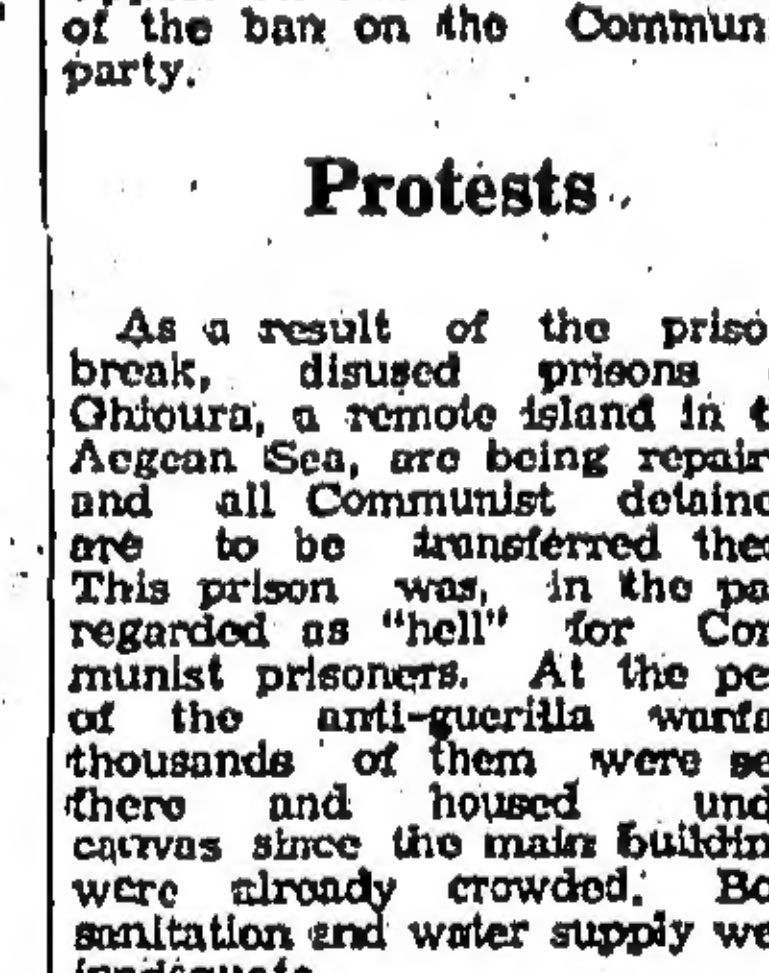 of the ban on the Commun
party.
Protests
As a result of the priso
break, disused prisons
Ghioura, a remote island in t
Aegean Sea, are being repair
and all Communist detaine
are to be transferred the
This prison was, in the pa
regarded as "hell" for Com
munist prisoners. At the pe
of the anti-guerilla warfa
thousands of them were se
there and housed und
canvas since the main buildin
were already crowded. Bo
sanitation and water supply we
inadequate